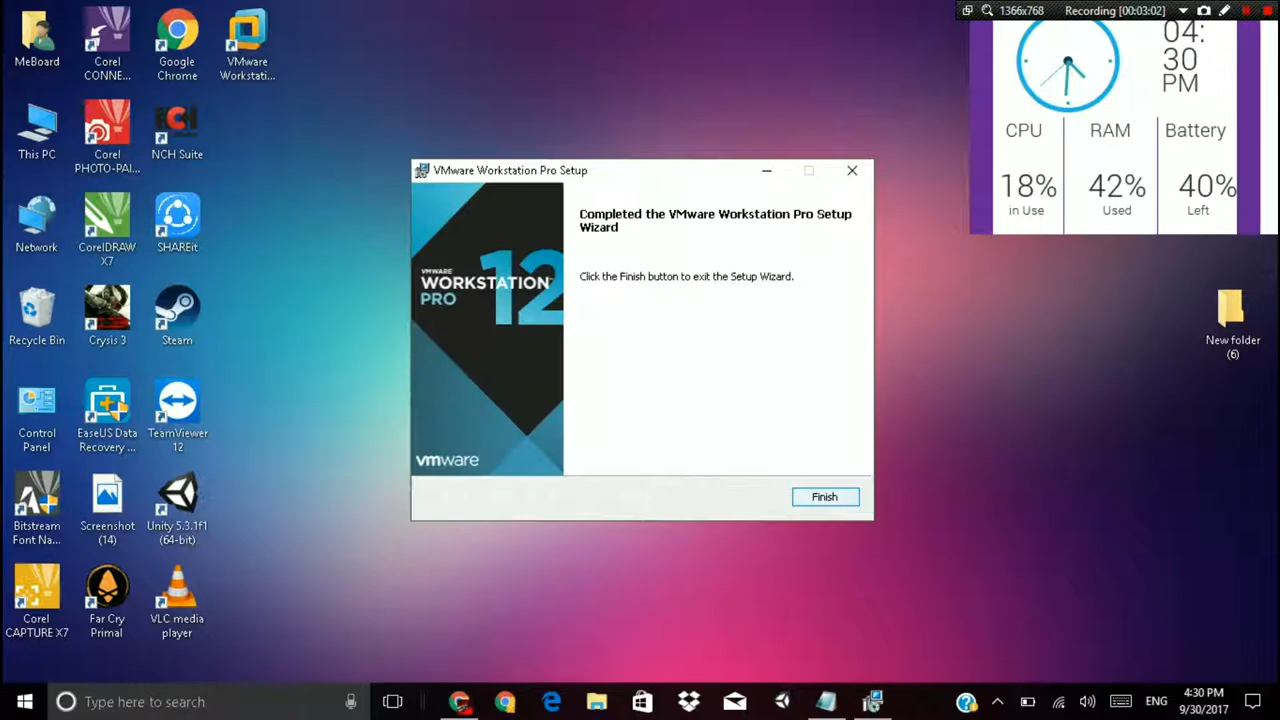 1366x768 Recording [00:03:02]
MeBoard
Corel
CONNE...
Google
Chrome
VMware
Workstati...
04:
30
PM
CPU RAM Battery
18% 42% 40%
in Use Used Left
This PC
Corel
PHOTO-PAI...
NCH Suite
VMware Workstation Pro Setup
Completed the VMware Workstation Pro Setup
Wizard
Click the Finish button to exit the Setup Wizard.
VMWARE
WORKSTATION
PRO
12
vmware
Finish
Network
CorelDRAW
X7
SHAREit
Recycle Bin
Crysis 3
Steam
New folder
(6)
Control
Panel
EaseUS Data
Recovery ...
TeamViewer
12
Bitstream
Font Na...
Screenshot
(14)
Unity 5.3.1f1
(64-bit)
Corel
CAPTURE X7
Far Cry
Primal
VLC media
player
Type here to search
ENG
4:30 PM
9/30/2017